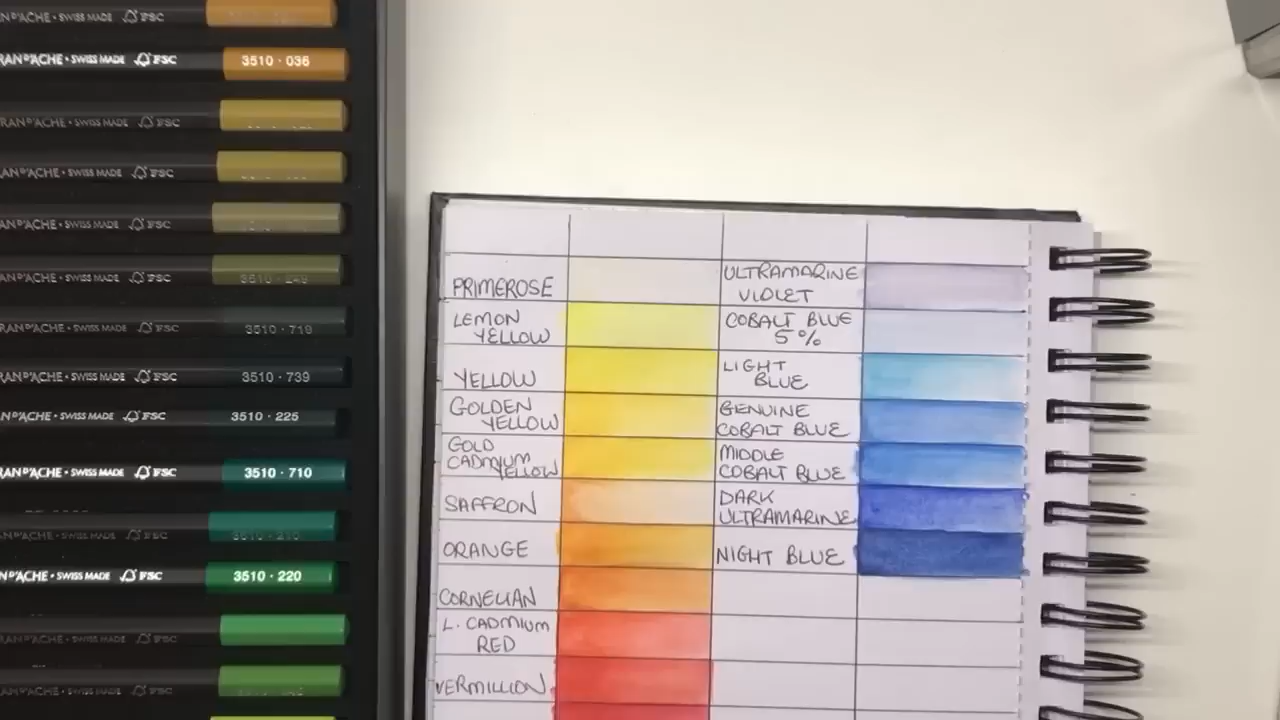 RAN D'ACHE • SWISS MADE FSC
RAN D'ACHE • SWISS MADE FSC 3510 · 036
RAN D'ACHE • SWISS MADE FSC
RAN D'ACHE • SWISS MADE FSC
RAN D'ACHE • SWISS MADE FSC
RAN D'ACHE • SWISS MADE FSC 3510 · 249
RAN D'ACHE • SWISS MADE FSC 3510 · 719
RAN D'ACHE • SWISS MADE FSC 3510 · 739
RAN D'ACHE • SWISS MADE FSC 3510 · 225
RAN D'ACHE • SWISS MADE FSC 3510 · 710
3510 · 210
N D'ACHE • SWISS MADE FSC 3510 · 220
RAN D'ACHE • SWISS MADE FSC
RAN D'ACHE • SWISS MADE FSC
PRIMEROSE
LEMON
YELLOW
YELLOW
GOLDEN
YELLOW
GOLD
CADMYUM
YELLOW
SAFFRON
ORANGE
CORNELIAN
L. CADMIUM
RED
VERMILLION
ULTRAMARINE
VIOLET
COBALT BLUE
5%
LIGHT
BLUE
GENUINE
COBALT BLUE
MIDDLE
COBALT BLUE
DARK
ULTRAMARINE
NIGHT BLUE